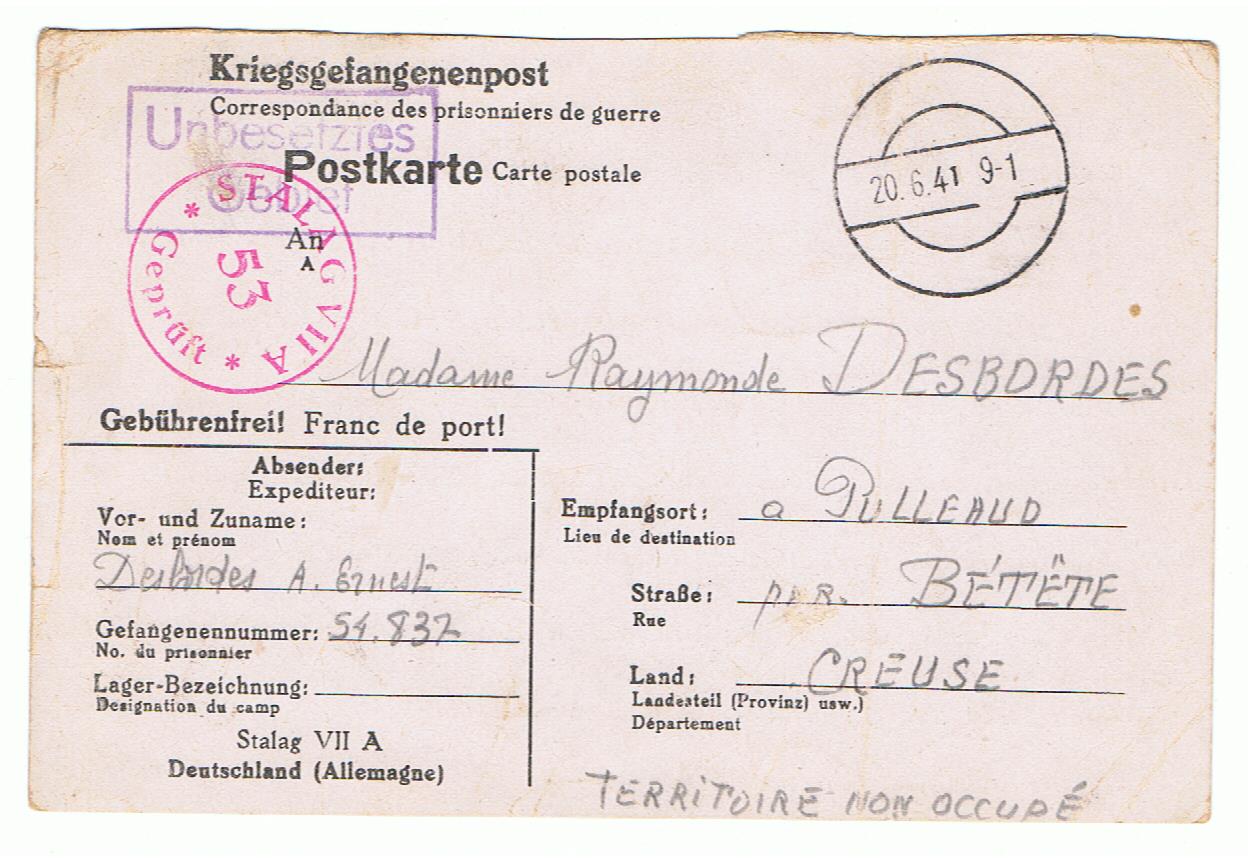 Kriegsgefangenenpost
Correspondance des prisonniers de guerre
Unbesetztes
Gebiet
Postkarte Carte postale
20.6.41 9-1
STALAG VII A
* Geprüft *
53
An
A
Madame Raymonde DESBORDES
Gebührenfrei! Franc de port!
Absender:
Expediteur:
Vor- und Zuname:
Nom et prénom
Desbordes A. Ernest
Gefangenennummer: 54.837
No. du prisonnier
Lager-Bezeichnung:
Designation du camp
Stalag VII A
Deutschland (Allemagne)
Empfangsort: a PULLEAUD
Lieu de destination
Straße: par BÉTÊTE
Rue
Land: CREUSE
Landesteil (Provinz) usw.)
Département
TERRITOIRE NON OCCUPÉ